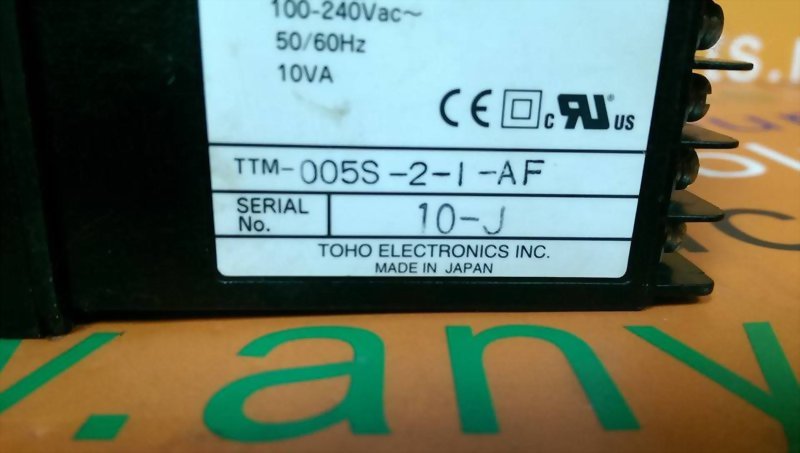 100-240Vac~
50/60Hz
10VA
CE c RU US
TTM-005S-2-I-AF
SERIAL No. 10-J
TOHO ELECTRONICS INC.
MADE IN JAPAN
.any